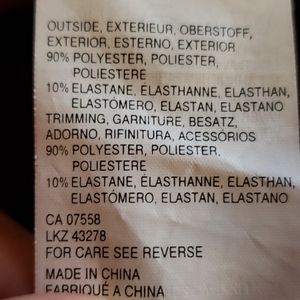 OUTSIDE, EXTERIEUR, OBERSTOFF,
EXTERIOR, ESTERNO, EXTERIOR
90% POLYESTER, POLIESTER,
POLIESTERE
10% ELASTANE, ELASTHANNE, ELASTHAN,
ELASTÓMERO, ELASTAN, ELASTANO
TRIMMING, GARNITURE, BESATZ,
ADORNO, RIFINITURA, ACESSÓRIOS
90% POLYESTER, POLIESTER,
POLIESTERE
10% ELASTANE, ÉLASTHANNE, ELASTHAN,
ELASTÓMERO, ELASTAN, ELASTANO
CA 07558
LKZ 43278
FOR CARE SEE REVERSE
MADE IN CHINA
FABRIQUÉ A CHINA